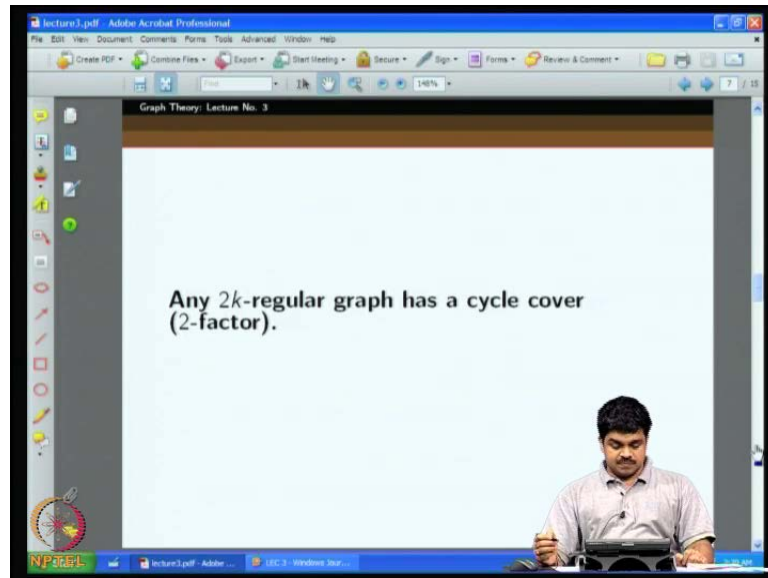 lecture3.pdf - Adobe Acrobat Professional
File Edit View Document Comments Forms Tools Advanced Window Help
Create PDF Combine Files Export Start Meeting Secure Sign Forms Review & Comment
148% 7 / 15
Graph Theory: Lecture No. 3
Any 2k-regular graph has a cycle cover
(2-factor).
NPTEL
lecture3.pdf - Adobe ... LEC 3 - Windows Jour...